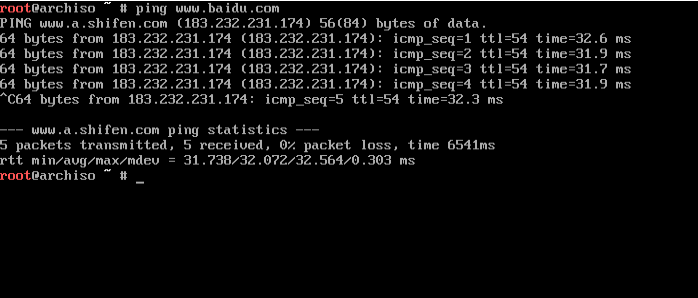 root@archiso ~ # ping www.baidu.com
PING www.a.shifen.com (183.232.231.174) 56(84) bytes of data.
64 bytes from 183.232.231.174 (183.232.231.174): icmp_seq=1 ttl=54 time=32.6 ms
64 bytes from 183.232.231.174 (183.232.231.174): icmp_seq=2 ttl=54 time=31.9 ms
64 bytes from 183.232.231.174 (183.232.231.174): icmp_seq=3 ttl=54 time=31.7 ms
64 bytes from 183.232.231.174 (183.232.231.174): icmp_seq=4 ttl=54 time=31.9 ms
^C64 bytes from 183.232.231.174: icmp_seq=5 ttl=54 time=32.3 ms
--- www.a.shifen.com ping statistics ---
5 packets transmitted, 5 received, 0% packet loss, time 6541ms
rtt min/avg/max/mdev = 31.738/32.072/32.564/0.303 ms
root@archiso ~ # _